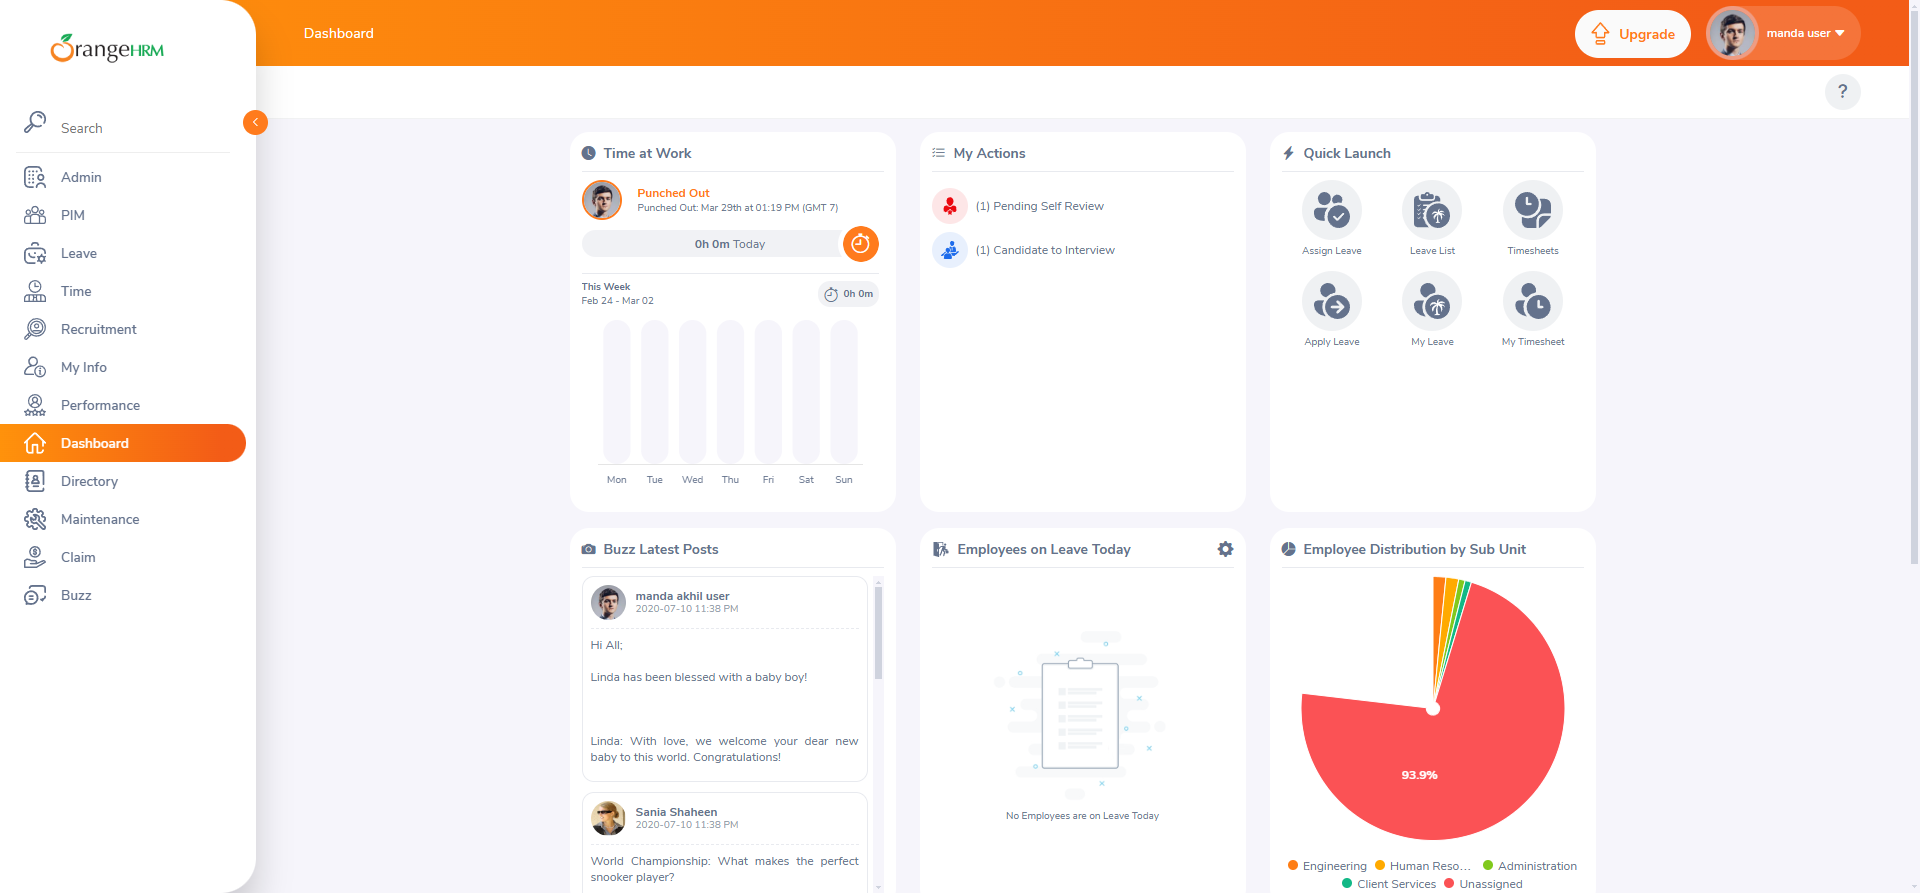 OrangeHRM
Search
Admin
PIM
Leave
Time
Recruitment
My Info
Performance
Dashboard
Directory
Maintenance
Claim
Buzz
Dashboard
Upgrade
manda user
?
Time at Work
Punched Out
Punched Out: Mar 29th at 01:19 PM (GMT 7)
0h 0m Today
This Week
Feb 24 - Mar 02
0h 0m
Mon Tue Wed Thu Fri Sat Sun
My Actions
(1) Pending Self Review
(1) Candidate to Interview
Quick Launch
Assign Leave
Leave List
Timesheets
Apply Leave
My Leave
My Timesheet
Buzz Latest Posts
manda akhil user
2020-07-10 11:38 PM
Hi All;
Linda has been blessed with a baby boy!
Linda: With love, we welcome your dear new
baby to this world. Congratulations!
Sania Shaheen
2020-07-10 11:38 PM
World Championship: What makes the perfect
snooker player?
Employees on Leave Today
No Employees are on Leave Today
Employee Distribution by Sub Unit
93.9%
Engineering Human Reso... Administration
Client Services Unassigned